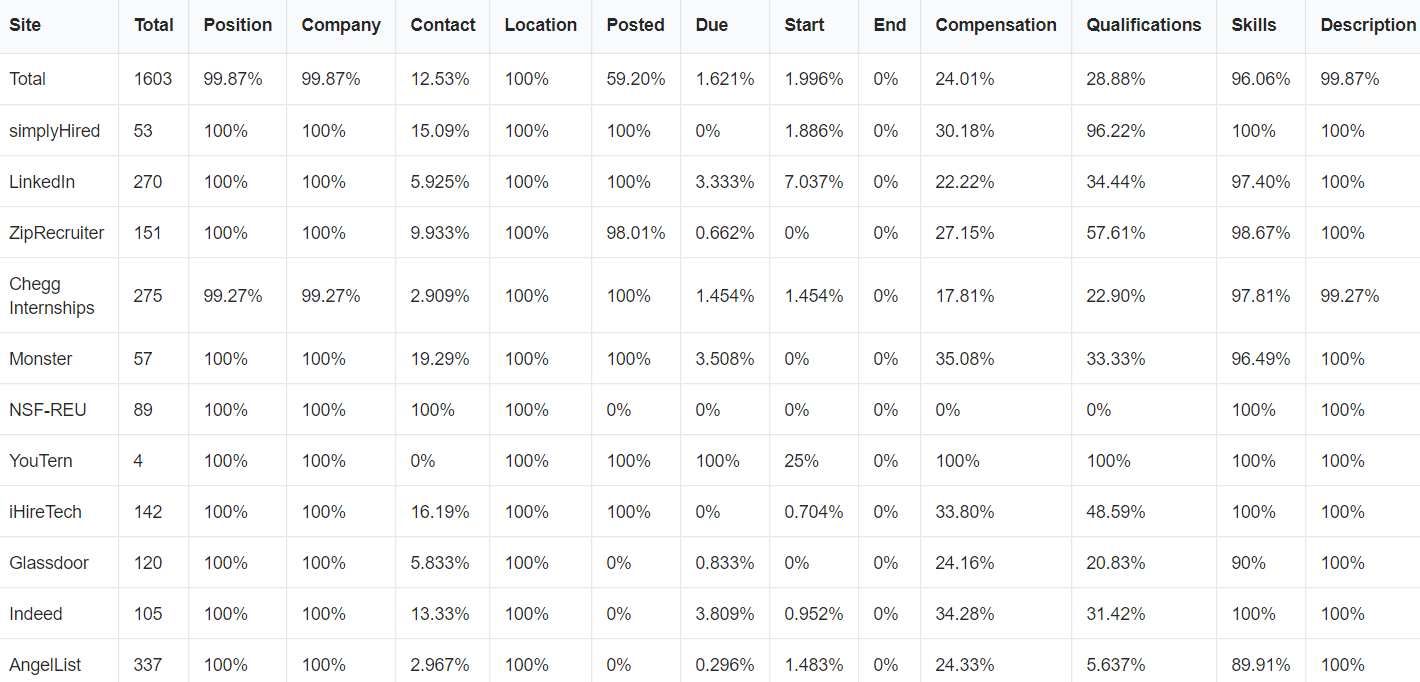 Site Total Position Company Contact Location Posted Due Start End Compensation Qualifications Skills Description
Total 1603 99.87% 99.87% 12.53% 100% 59.20% 1.621% 1.996% 0% 24.01% 28.88% 96.06% 99.87%
simplyHired 53 100% 100% 15.09% 100% 100% 0% 1.886% 0% 30.18% 96.22% 100% 100%
LinkedIn 270 100% 100% 5.925% 100% 100% 3.333% 7.037% 0% 22.22% 34.44% 97.40% 100%
ZipRecruiter 151 100% 100% 9.933% 100% 98.01% 0.662% 0% 0% 27.15% 57.61% 98.67% 100%
Chegg
Internships 275 99.27% 99.27% 2.909% 100% 100% 1.454% 1.454% 0% 17.81% 22.90% 97.81% 99.27%
Monster 57 100% 100% 19.29% 100% 100% 3.508% 0% 0% 35.08% 33.33% 96.49% 100%
NSF-REU 89 100% 100% 100% 100% 0% 0% 0% 0% 0% 0% 100% 100%
YouTern 4 100% 100% 0% 100% 100% 100% 25% 0% 100% 100% 100% 100%
iHireTech 142 100% 100% 16.19% 100% 100% 0% 0.704% 0% 33.80% 48.59% 100% 100%
Glassdoor 120 100% 100% 5.833% 100% 0% 0.833% 0% 0% 24.16% 20.83% 90% 100%
Indeed 105 100% 100% 13.33% 100% 0% 3.809% 0.952% 0% 34.28% 31.42% 100% 100%
AngelList 337 100% 100% 2.967% 100% 0% 0.296% 1.483% 0% 24.33% 5.637% 89.91% 100%